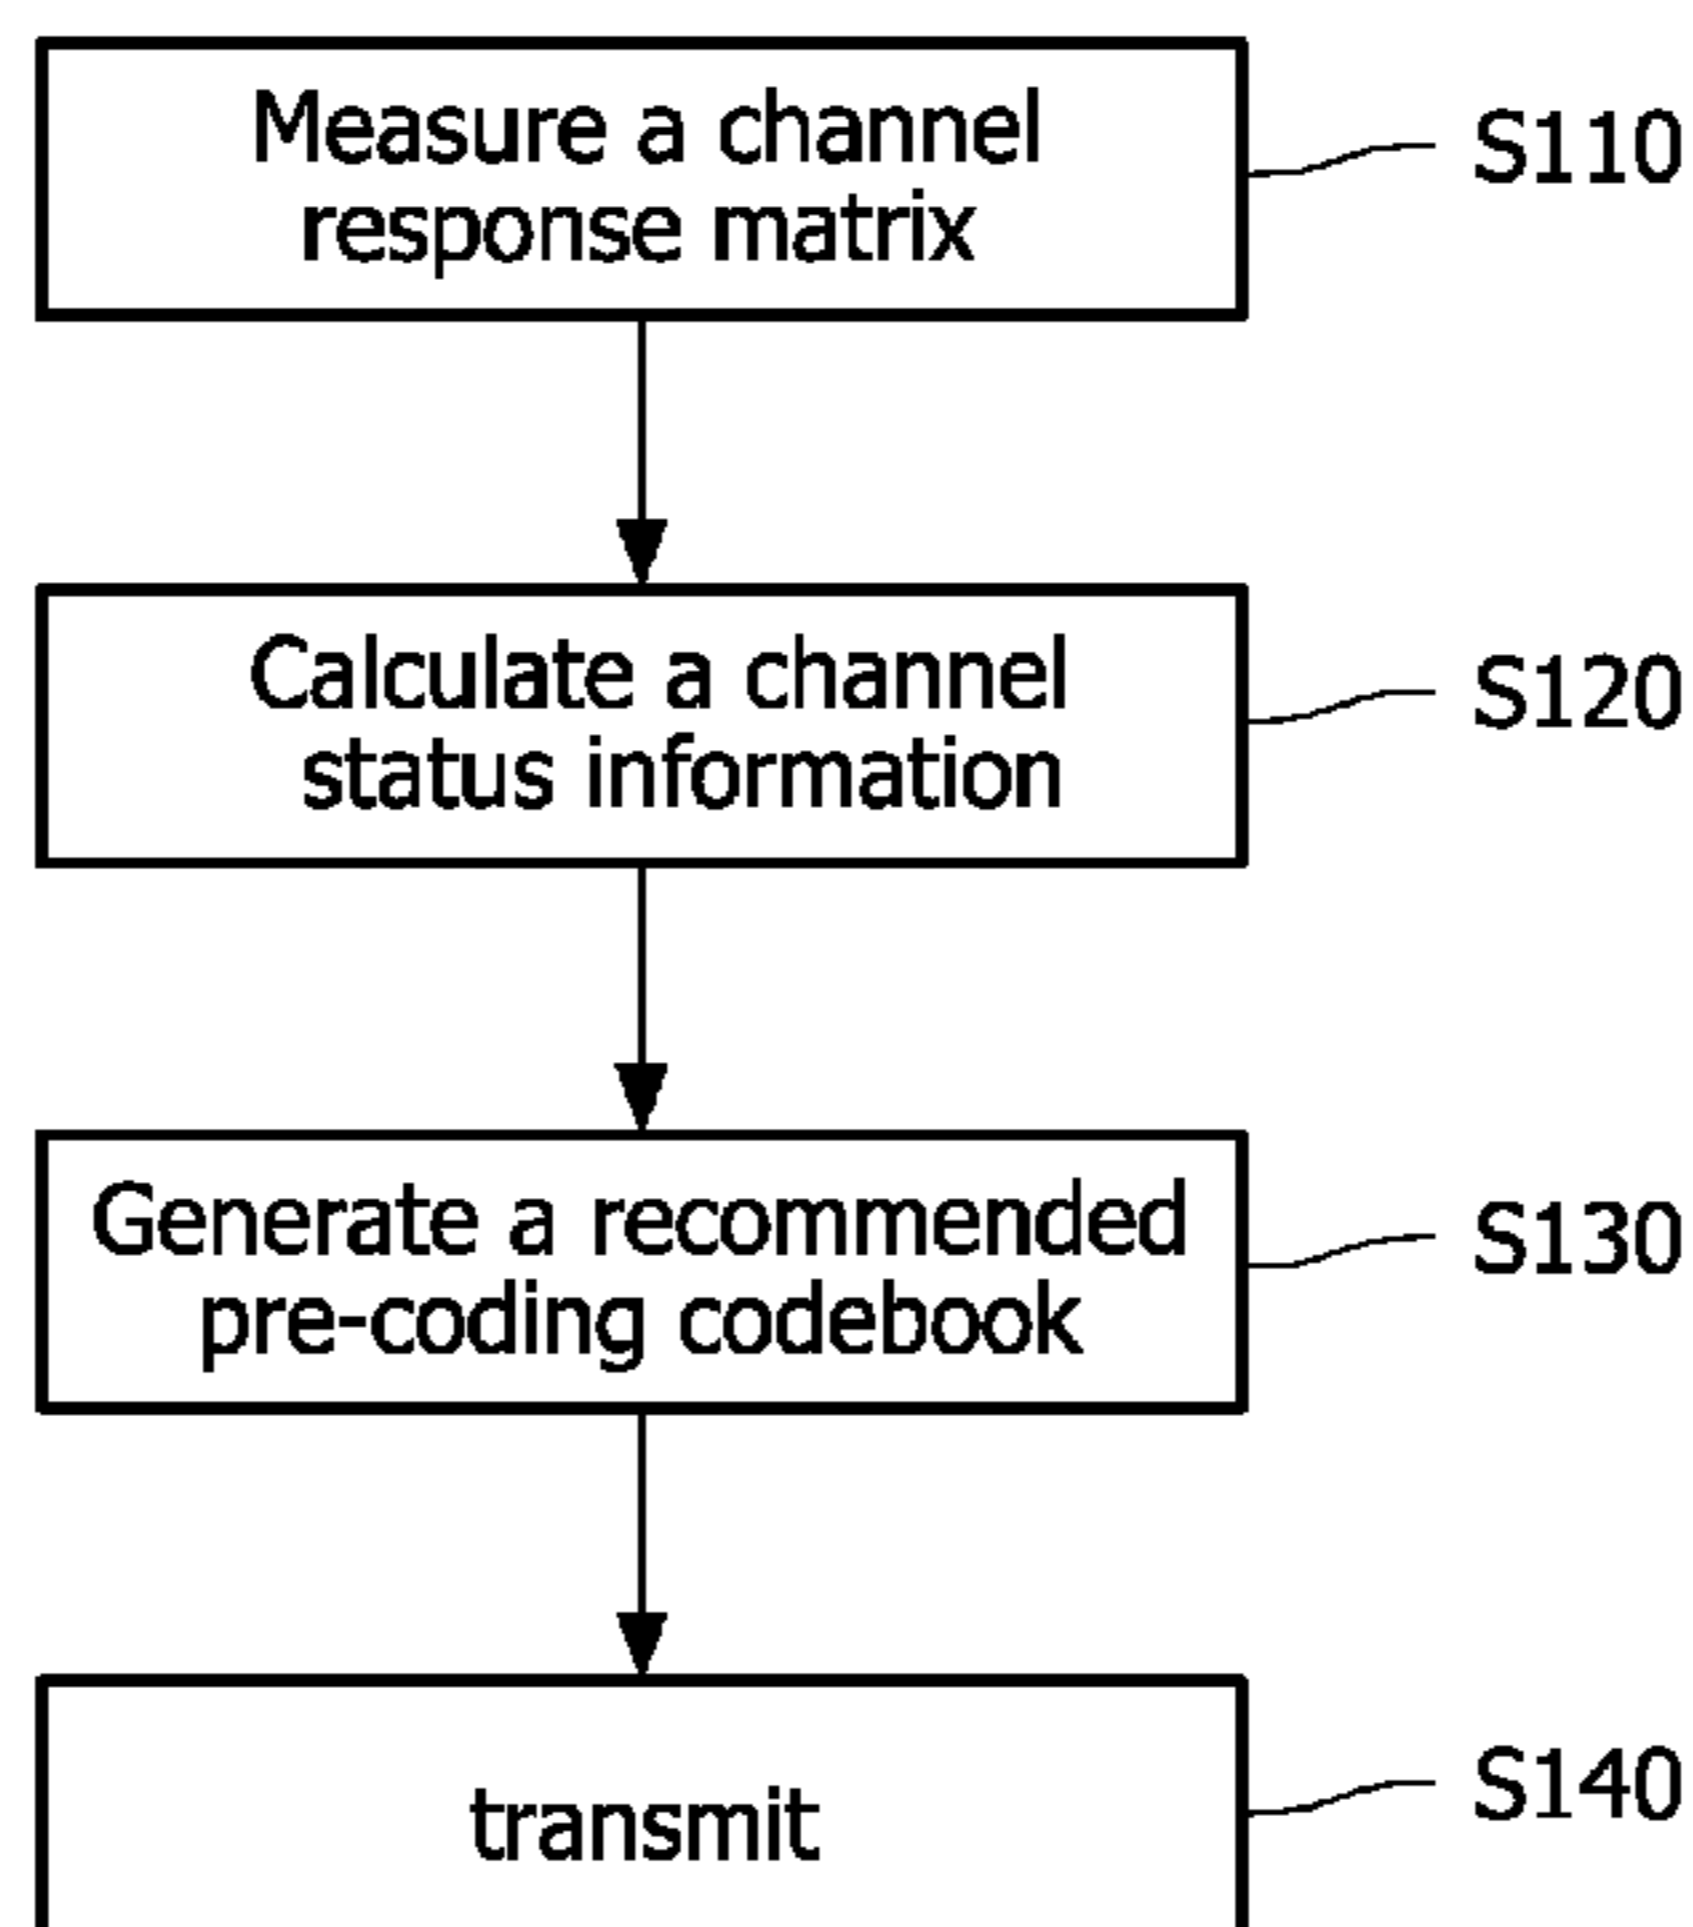 Measure a channel
response matrix
S110
Calculate a channel
status information
S120
Generate a recommended
pre-coding codebook
S130
transmit
S140